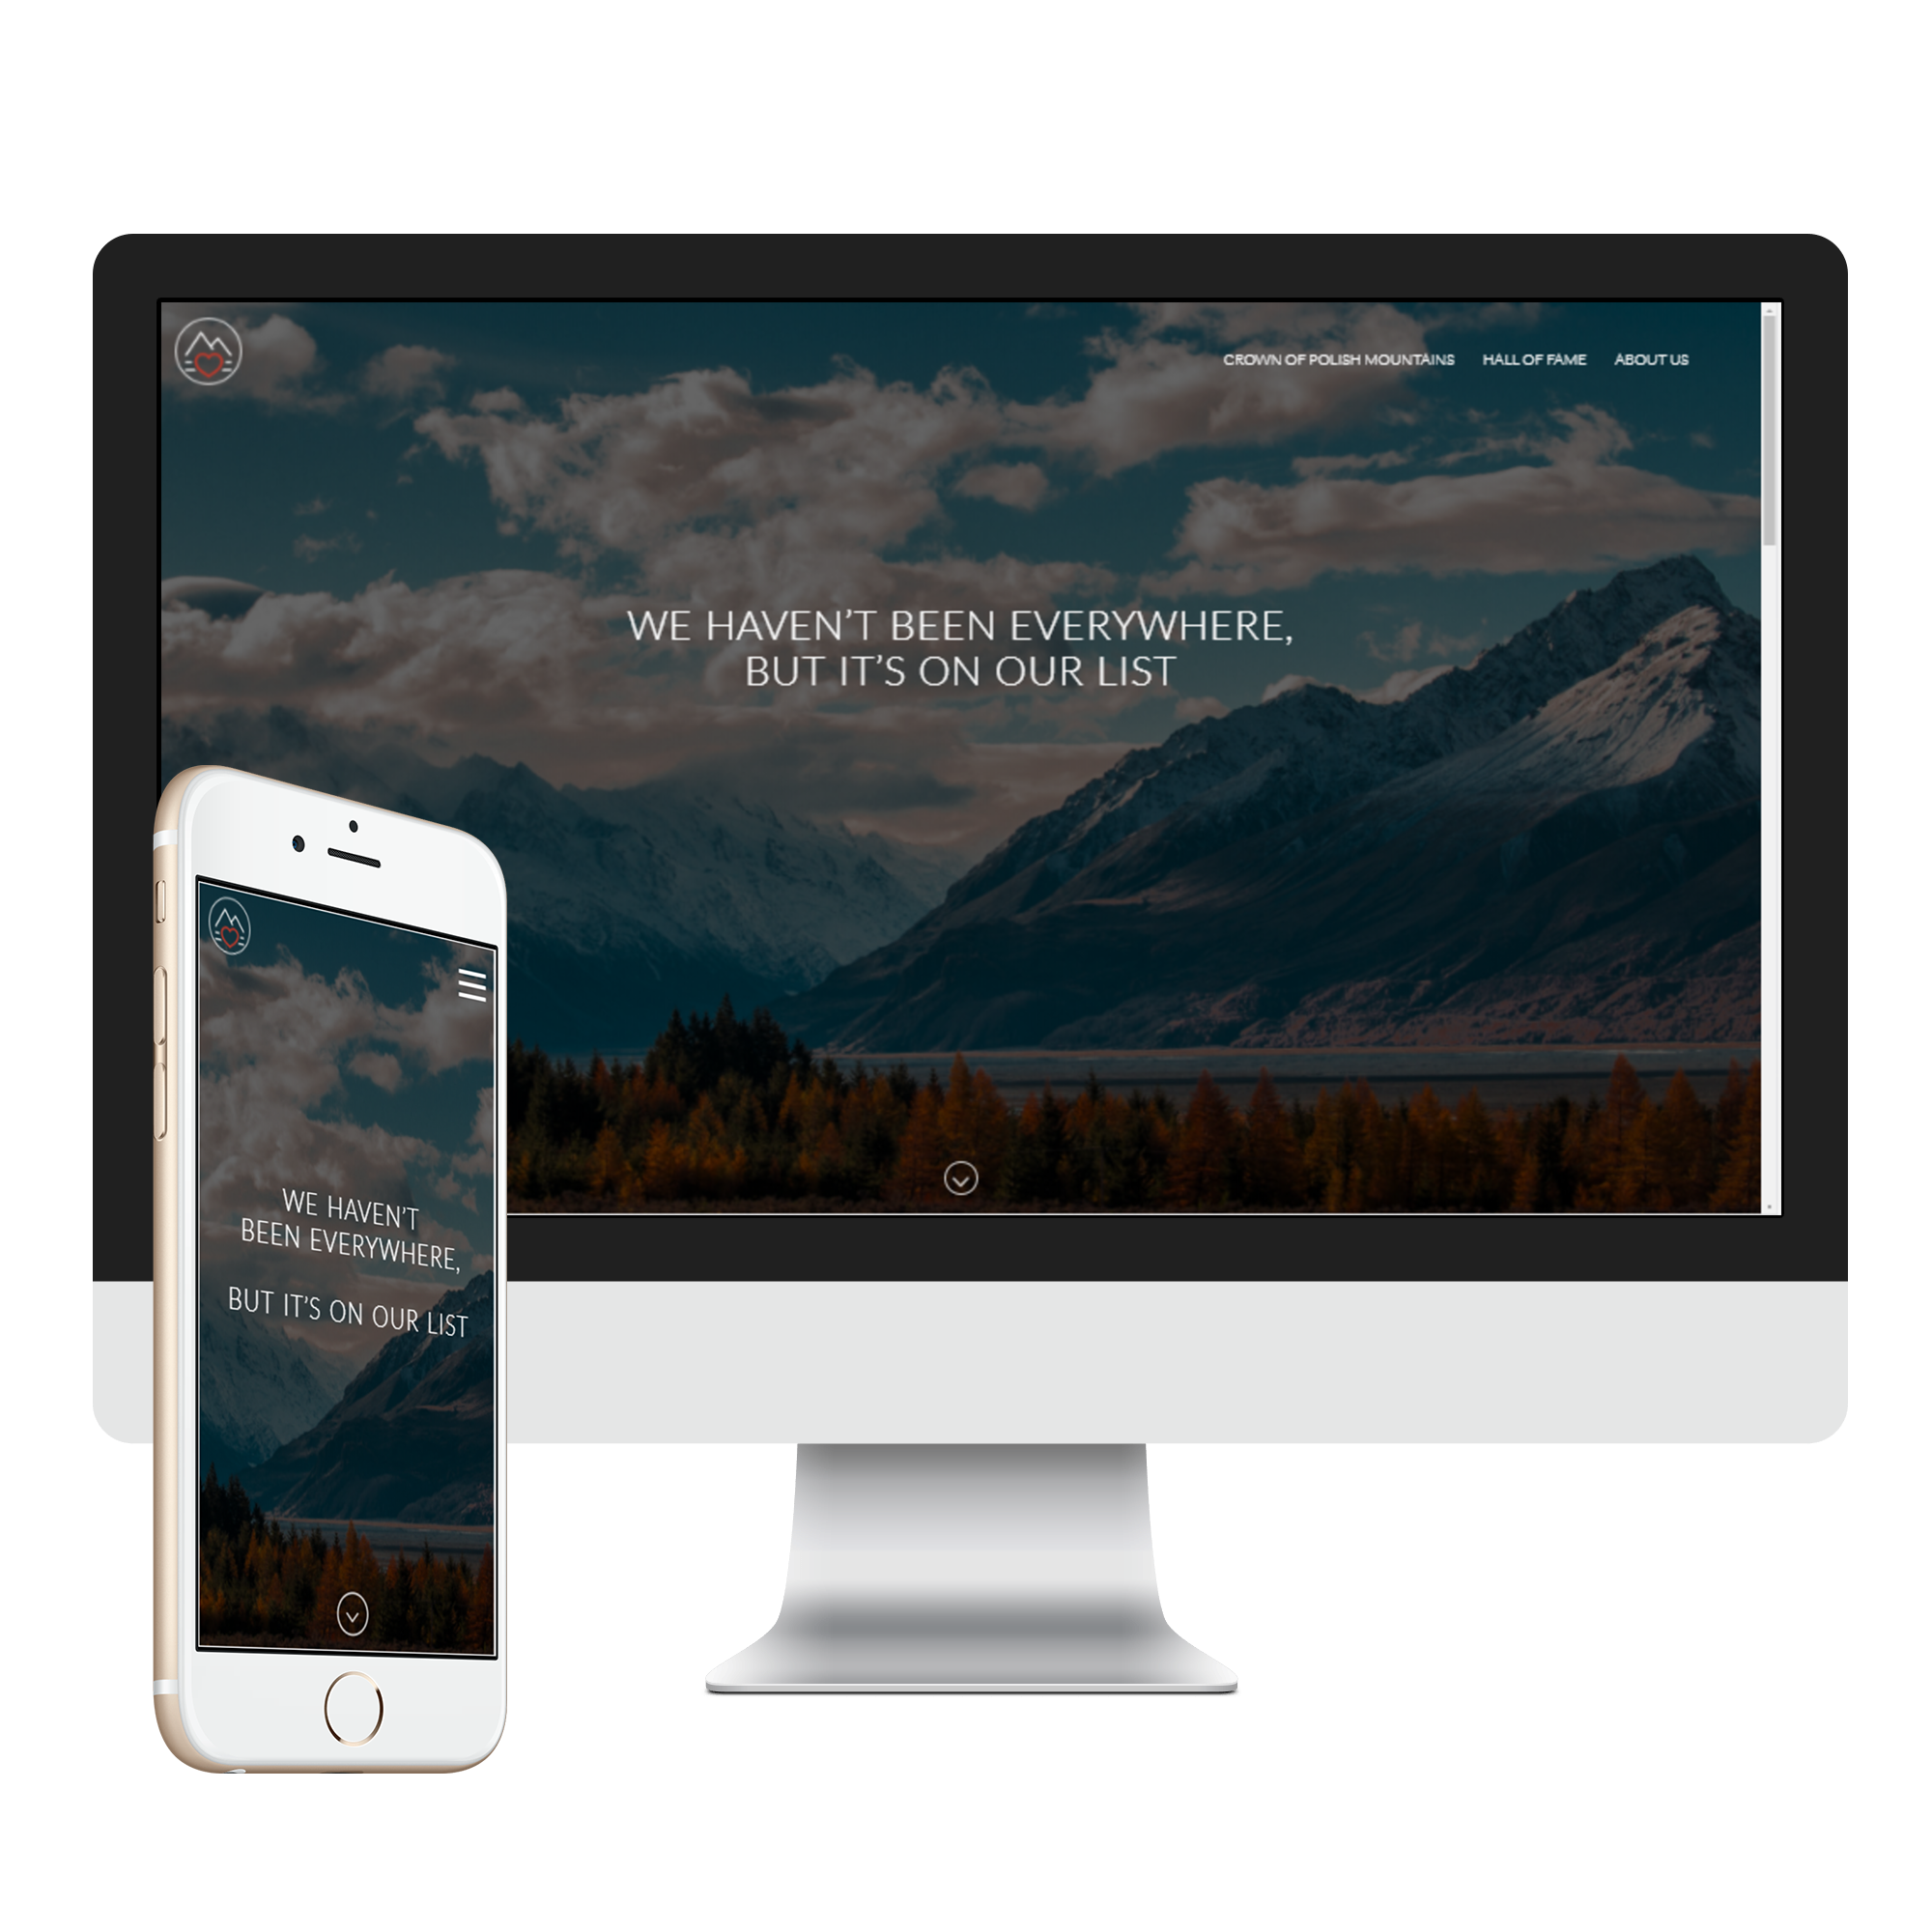 CROWN OF POLISH MOUNTAINS HALL OF FAME ABOUT US
WE HAVEN’T BEEN EVERYWHERE,
BUT IT’S ON OUR LIST
WE HAVEN’T
BEEN EVERYWHERE,
BUT IT’S ON OUR LIST